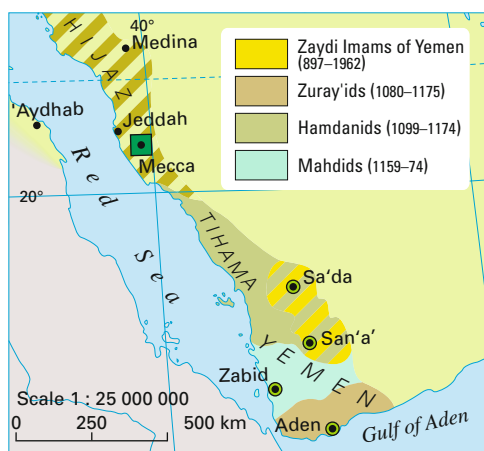 40°
Medina
HIJAZ
'Aydhab
Jeddah
Mecca
Red Sea
20°
TIHAMA
Sa'da
San'a'
YEMEN
Zabid
Aden
Gulf of Aden
Zaydi Imams of Yemen
(897–1962)
Zuray'ids (1080–1175)
Hamdanids (1099–1174)
Mahdids (1159–74)
Scale 1 : 25 000 000
0 250 500 km